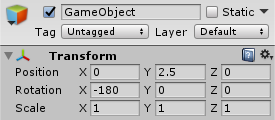 GameObject Static
Tag Untagged Layer Default
Transform
Position X 0 Y 2.5 Z 0
Rotation X -180 Y 0 Z 0
Scale X 1 Y 1 Z 1